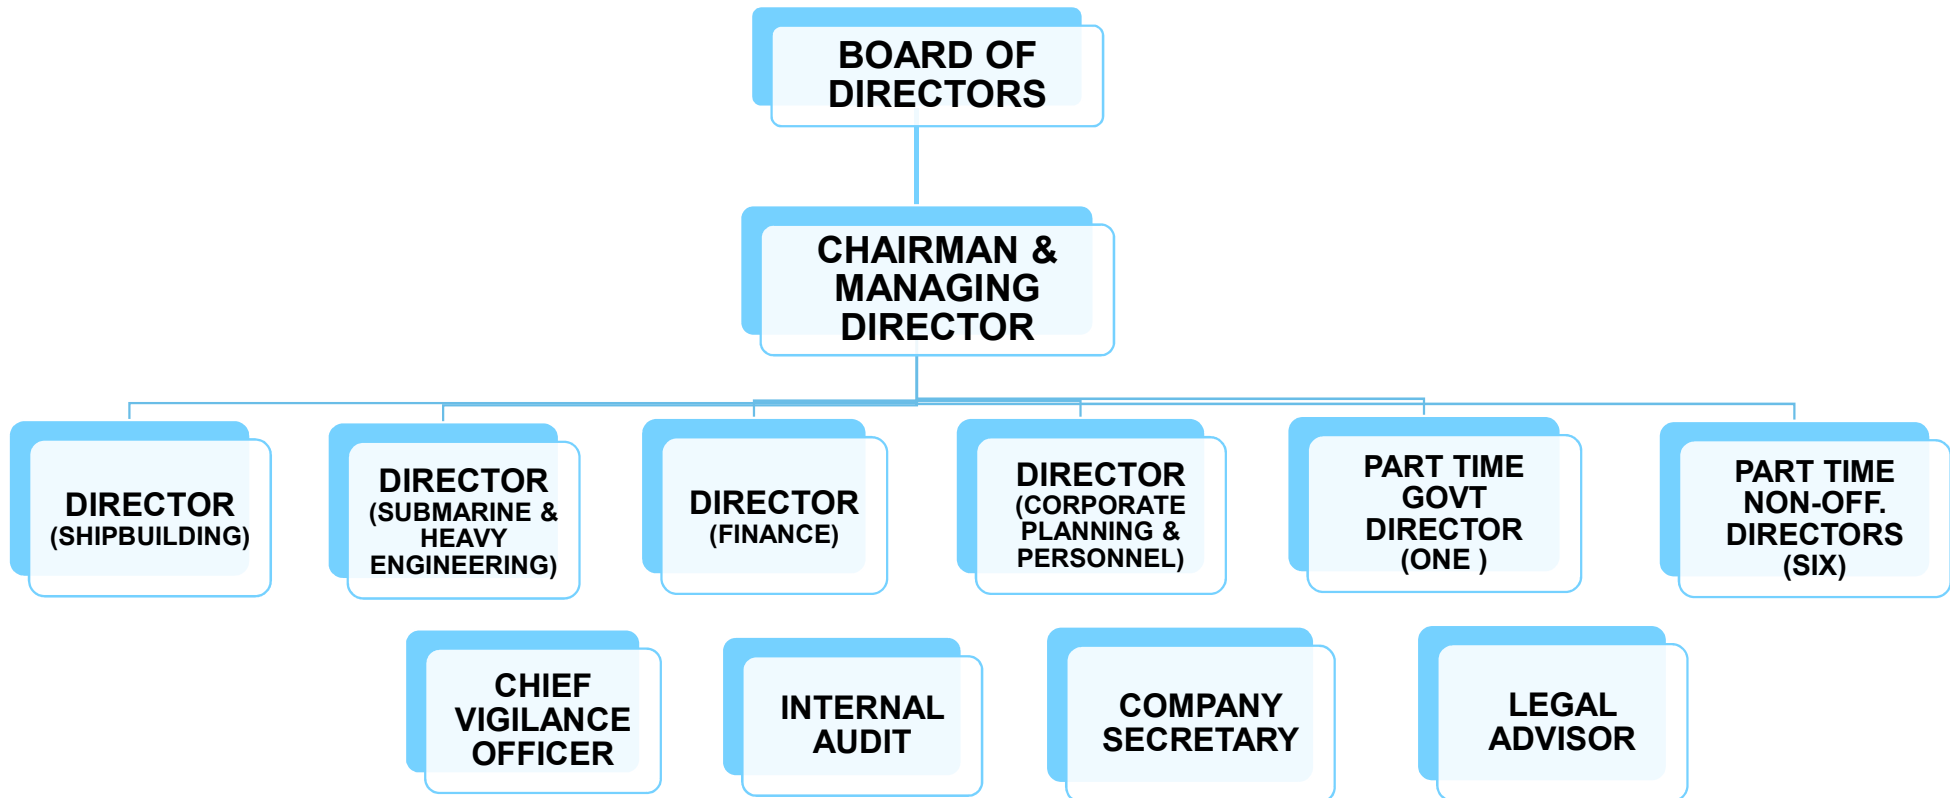 BOARD OF
DIRECTORS
CHAIRMAN &
MANAGING
DIRECTOR
DIRECTOR
(SHIPBUILDING)
DIRECTOR
(SUBMARINE &
HEAVY
ENGINEERING)
DIRECTOR
(FINANCE)
DIRECTOR
(CORPORATE
PLANNING &
PERSONNEL)
PART TIME
GOVT
DIRECTOR
(ONE )
PART TIME
NON-OFF.
DIRECTORS
(SIX)
CHIEF
VIGILANCE
OFFICER
INTERNAL
AUDIT
COMPANY
SECRETARY
LEGAL
ADVISOR